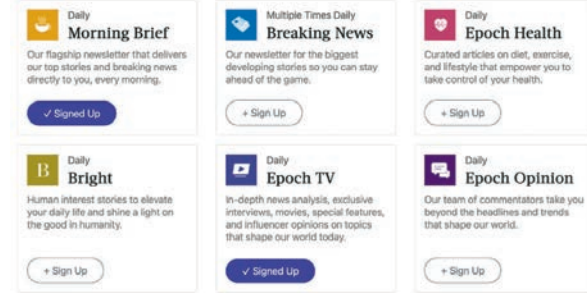 Daily
Morning Brief
Our flagship newsletter that delivers
our top stories and breaking news
directly to you, every morning.
✓ Signed Up
Multiple Times Daily
Breaking News
Our newsletter for the biggest
developing stories so you can stay
ahead of the game.
+ Sign Up
Daily
Epoch Health
Curated articles on diet, exercise,
and lifestyle that empower you to
take control of your health.
+ Sign Up
B
Daily
Bright
Human interest stories to elevate
your daily life and shine a light on
the good in humanity.
+ Sign Up
Daily
Epoch TV
In-depth news analysis, exclusive
interviews, movies, special features,
and influencer opinions on topics
that shape our world today.
✓ Signed Up
Daily
Epoch Opinion
Our team of commentators take you
beyond the headlines and trends
that shape our world.
+ Sign Up